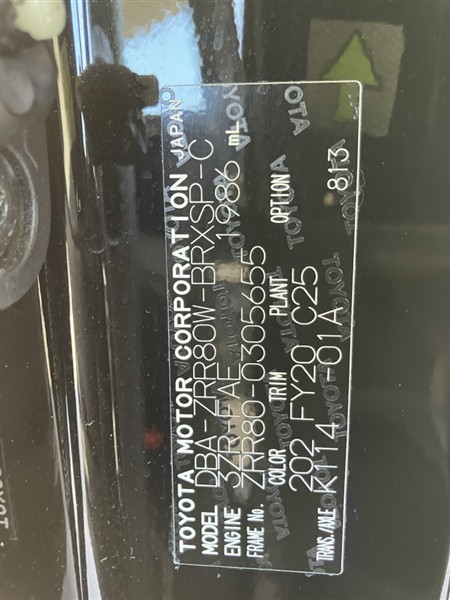 TOYOTA MOTOR CORPORATION JAPAN
MODEL DBA-ZRR80W-BRXSP-C
ENGINE 3ZR-FAE 1986 mL
FRAME No. ZRR80-0305655
COLOR TRIM PLANT OPTION
202 FY20 C25 813
TRANS./AXLE K114 -01A